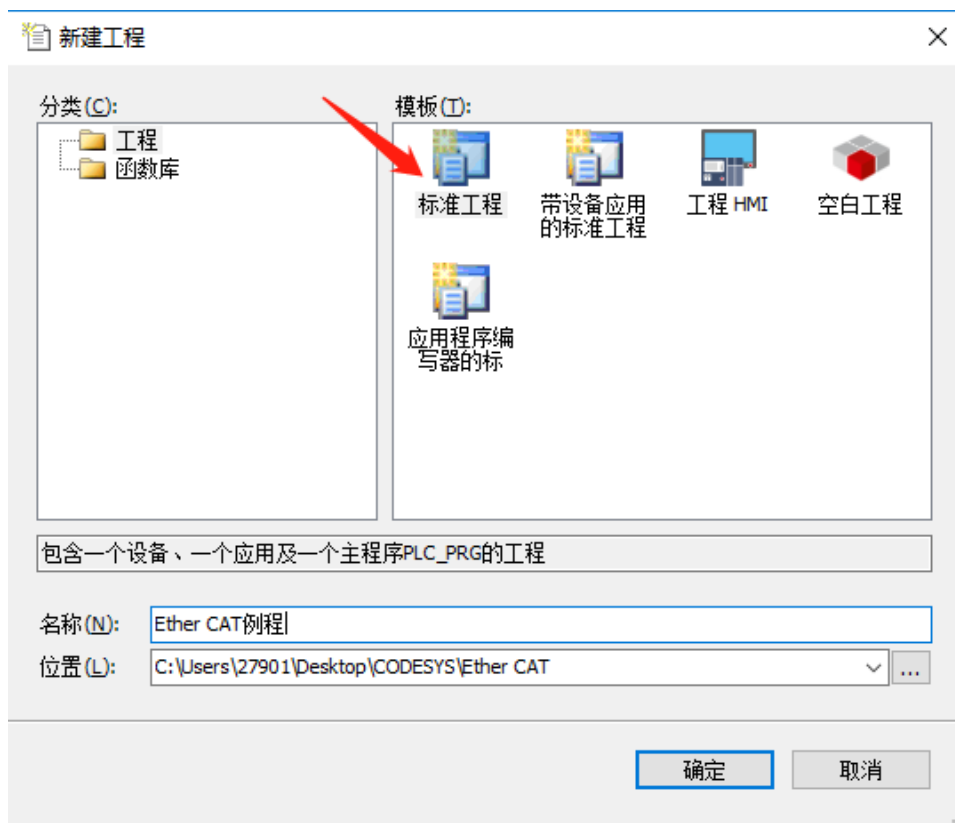 新建工程
分类(C):
模板(T):
工程
函数库
标准工程
带设备应用
的标准工程
工程 HMI
空白工程
应用程序编
写器的标
包含一个设备、一个应用及一个主程序PLC_PRG的工程
名称(N):
Ether CAT例程
位置(L):
C:\Users\27901\Desktop\CODESYS\Ether CAT
...
确定
取消